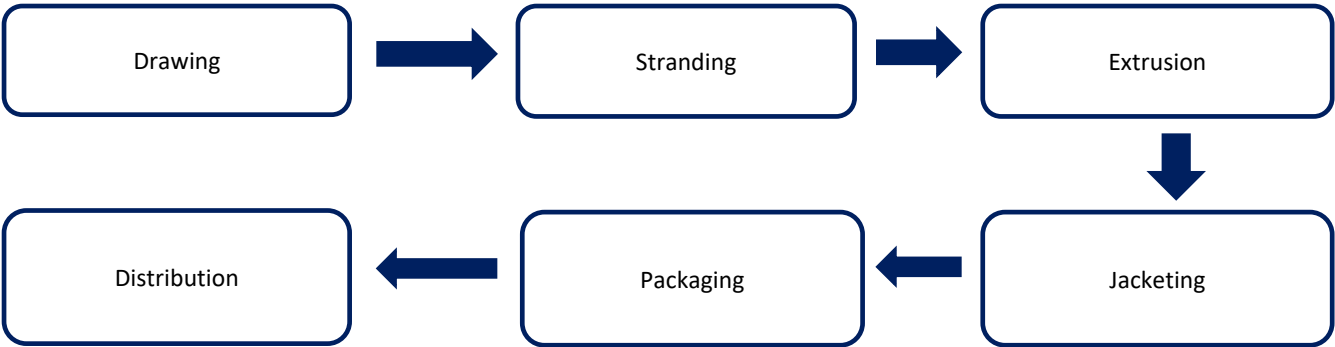 Drawing
Stranding
Extrusion
Jacketing
Packaging
Distribution